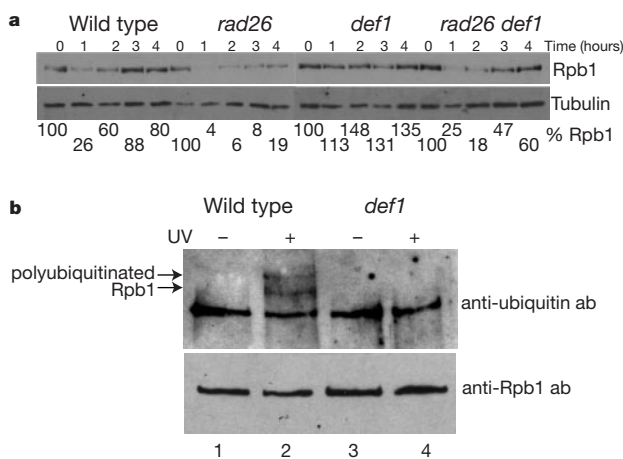 a
Wild type rad26 def1 rad26 def1
0 1 2 3 4 0 1 2 3 4 0 1 2 3 4 0 1 2 3 4 Time (hours)
Rpb1
Tubulin
100 60 80 4 8 100 148 135 25 47 % Rpb1
26 88 100 6 19 113 131 100 18 60
b
Wild type def1
UV − + − +
polyubiquitinated
Rpb1
anti-ubiquitin ab
anti-Rpb1 ab
1 2 3 4